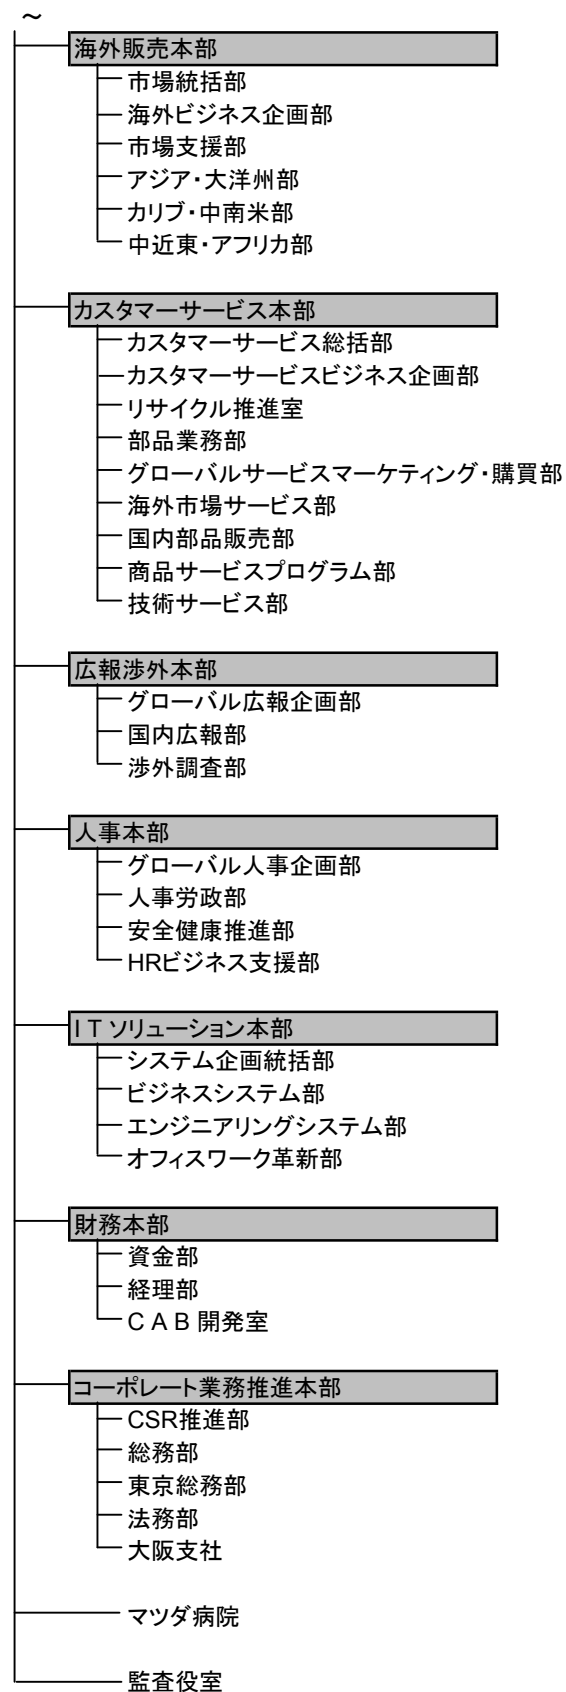 ～
海外販売本部
市場統括部
海外ビジネス企画部
市場支援部
アジア・大洋州部
カリブ・中南米部
中近東・アフリカ部
カスタマーサービス本部
カスタマーサービス総括部
カスタマーサービスビジネス企画部
リサイクル推進室
部品業務部
グローバルサービスマーケティング・購買部
海外市場サービス部
国内部品販売部
商品サービスプログラム部
技術サービス部
広報渉外本部
グローバル広報企画部
国内広報部
渉外調査部
人事本部
グローバル人事企画部
人事労政部
安全健康推進部
HRビジネス支援部
ＩＴソリューション本部
システム企画統括部
ビジネスシステム部
エンジニアリングシステム部
オフィスワーク革新部
財務本部
資金部
経理部
ＣＡＢ開発室
コーポレート業務推進本部
CSR推進部
総務部
東京総務部
法務部
大阪支社
マツダ病院
監査役室